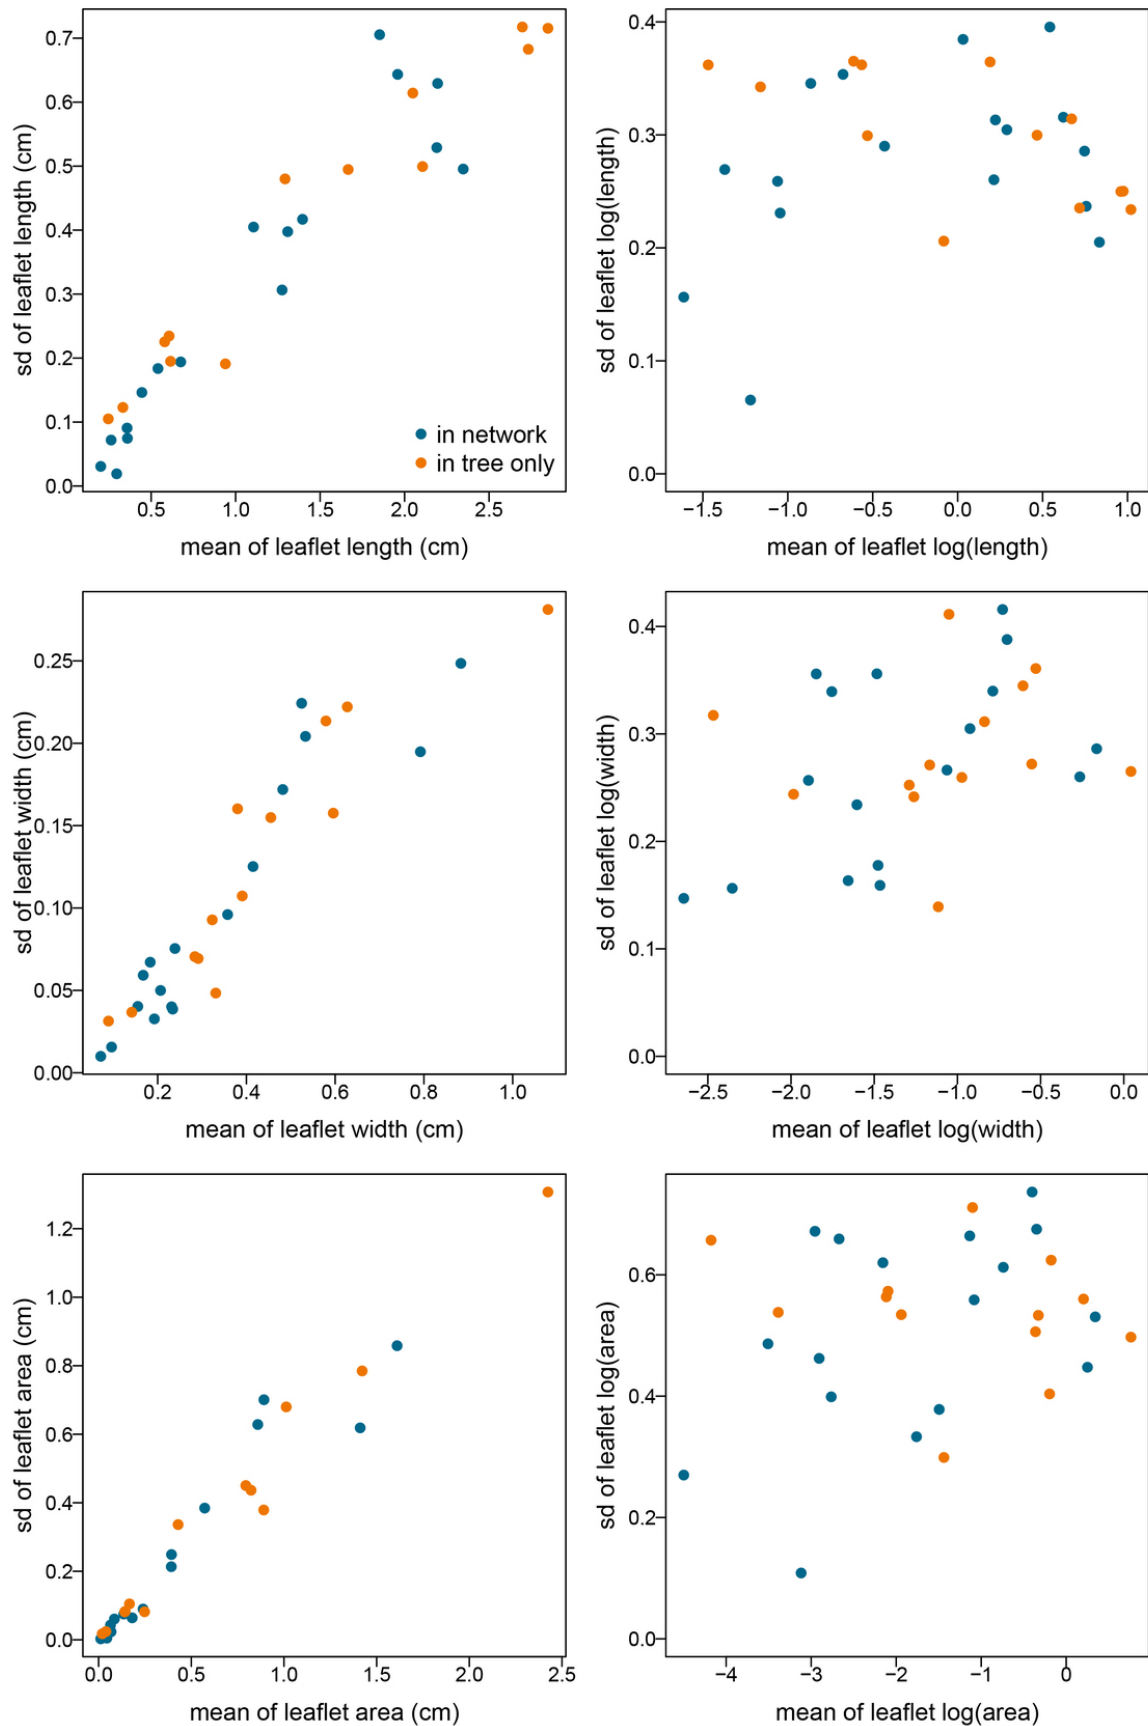 sd of leaflet length (cm)
0.7
0.6
0.5
0.4
0.3
0.2
0.1
0.0
in network
in tree only
0.5 1.0 1.5 2.0 2.5
mean of leaflet length (cm)
sd of leaflet log(length)
0.4
0.3
0.2
0.1
0.0
−1.5 −1.0 −0.5 0.0 0.5 1.0
mean of leaflet log(length)
sd of leaflet width (cm)
0.25
0.20
0.15
0.10
0.05
0.00
0.2 0.4 0.6 0.8 1.0
mean of leaflet width (cm)
sd of leaflet log(width)
0.4
0.3
0.2
0.1
0.0
−2.5 −2.0 −1.5 −1.0 −0.5 0.0
mean of leaflet log(width)
sd of leaflet area (cm)
1.2
1.0
0.8
0.6
0.4
0.2
0.0
0.0 0.5 1.0 1.5 2.0 2.5
mean of leaflet area (cm)
sd of leaflet log(area)
0.6
0.4
0.2
0.0
−4 −3 −2 −1 0
mean of leaflet log(area)